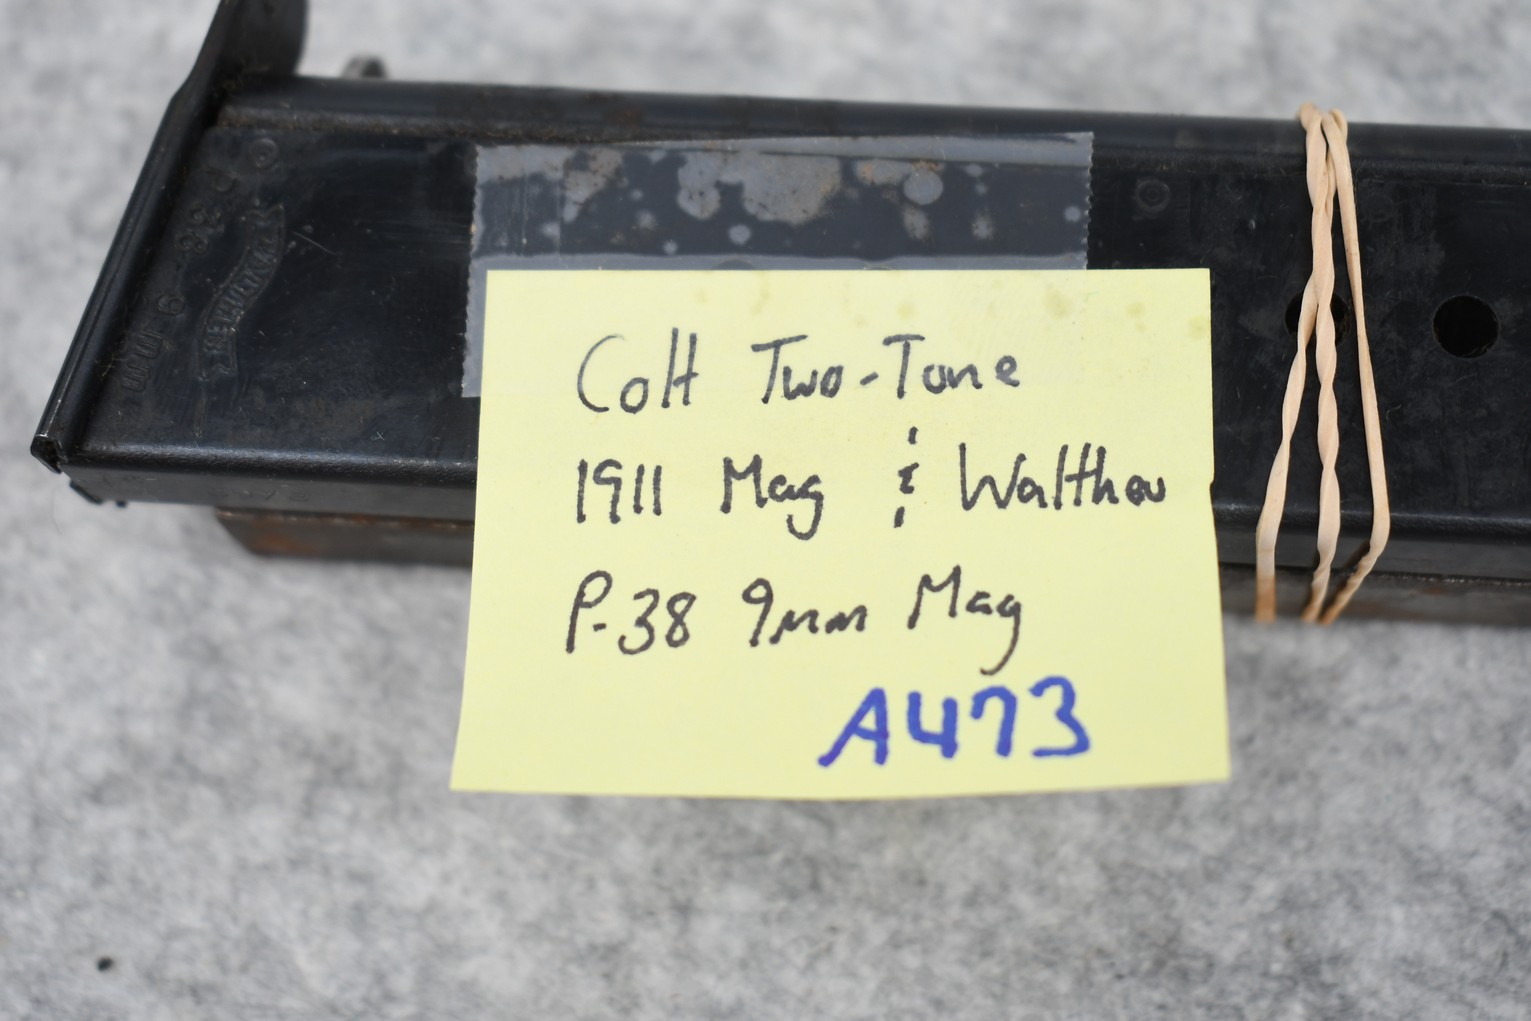 Colt Two-Tone
1911 Mag & Walther
P-38 9mm Mag
A473